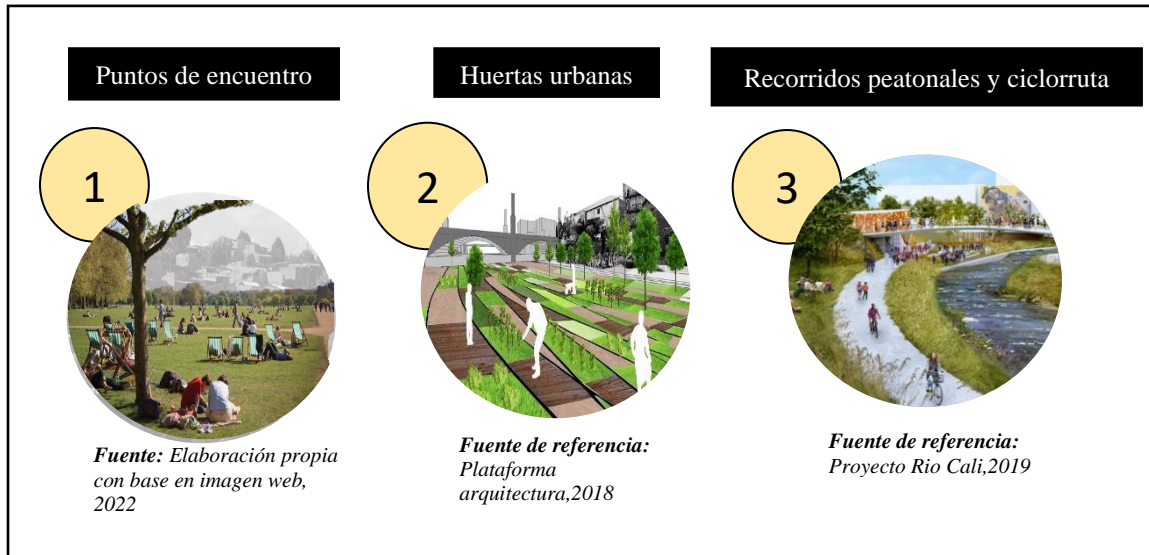 Puntos de encuentro
Huertas urbanas
Recorridos peatonales y ciclorruta
1
2
3
Fuente: Elaboración propia
con base en imagen web,
2022
Fuente de referencia:
Plataforma
arquitectura,2018
Fuente de referencia:
Proyecto Rio Cali,2019